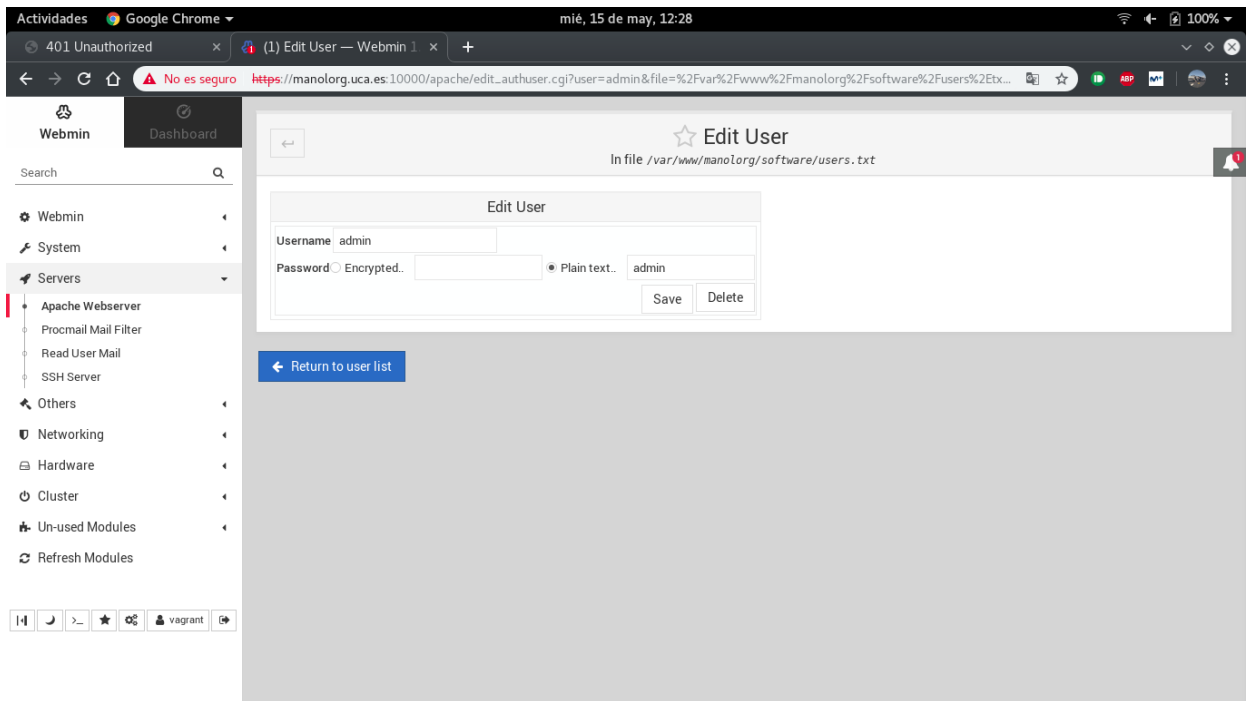 Actividades Google Chrome mié, 15 de may, 12:28 100%
401 Unauthorized × (1) Edit User — Webmin 1 × +
No es seguro https://manolorg.uca.es:10000/apache/edit_authuser.cgi?user=admin&file=%2Fvar%2Fwww%2Fmanolorg%2Fsoftware%2Fusers%2Etx... ABP
Webmin Dashboard
Edit User
In file /var/www/manolorg/software/users.txt
1
Search
Webmin
System
Servers
Apache Webserver
Procmail Mail Filter
Read User Mail
SSH Server
Others
Networking
Hardware
Cluster
Un-used Modules
Refresh Modules
vagrant
Edit User
Username admin
Password Encrypted.. Plain text.. admin
Save Delete
Return to user list